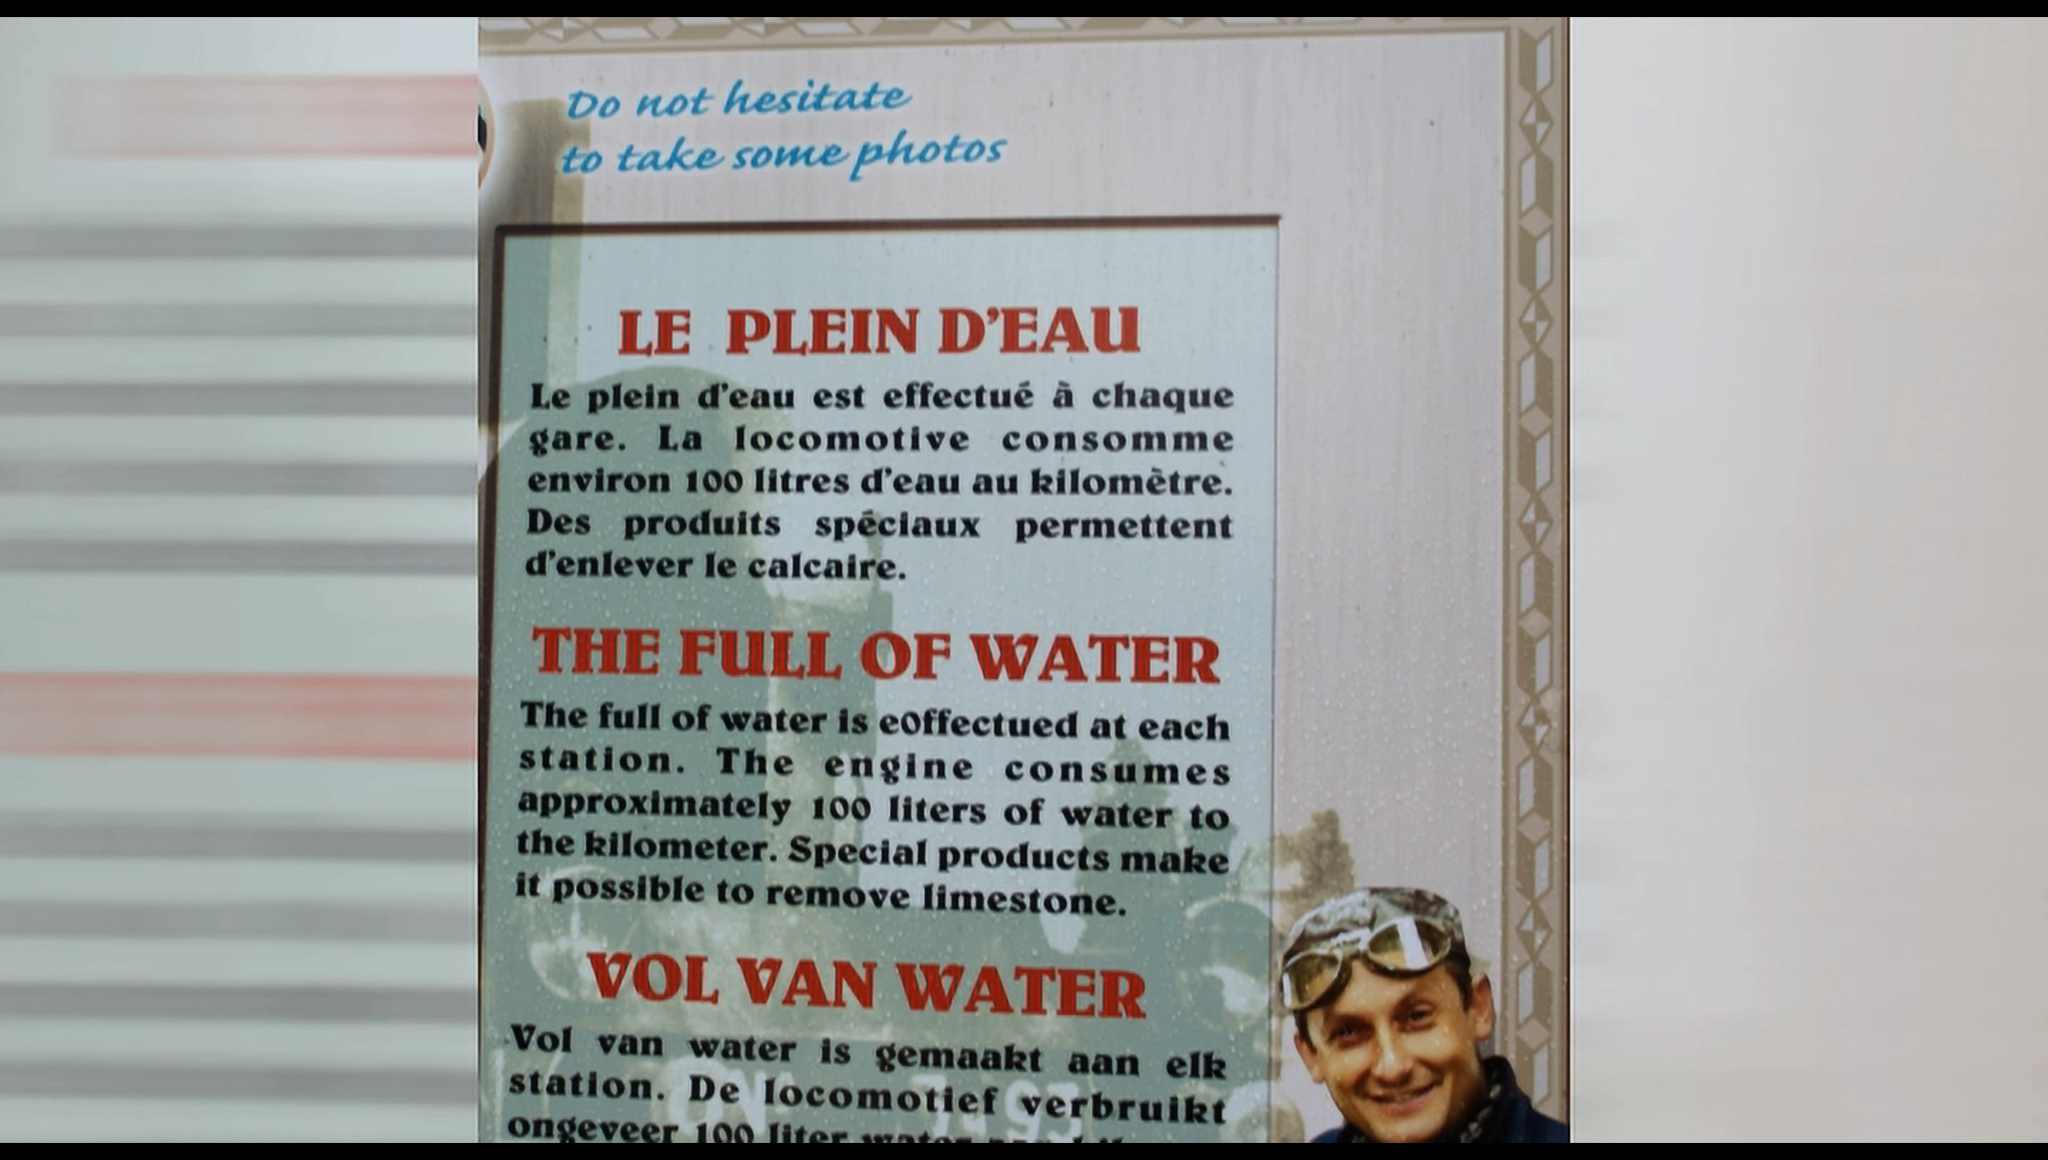 Do not hesitate
to take some photos
LE PLEIN D'EAU
Le plein d'eau est effectué à chaque
gare. La locomotive consomme
environ 100 litres d'eau au kilomètre.
Des produits spéciaux permettent
d'enlever le calcaire.
THE FULL OF WATER
The full of water is eoffectued at each
station. The engine consumes
approximately 100 liters of water to
the kilometer. Special products make
it possible to remove limestone.
VOL VAN WATER
Vol van water is gemaakt aan elk
station. De locomotief verbruikt
ongeveer 100 liter water